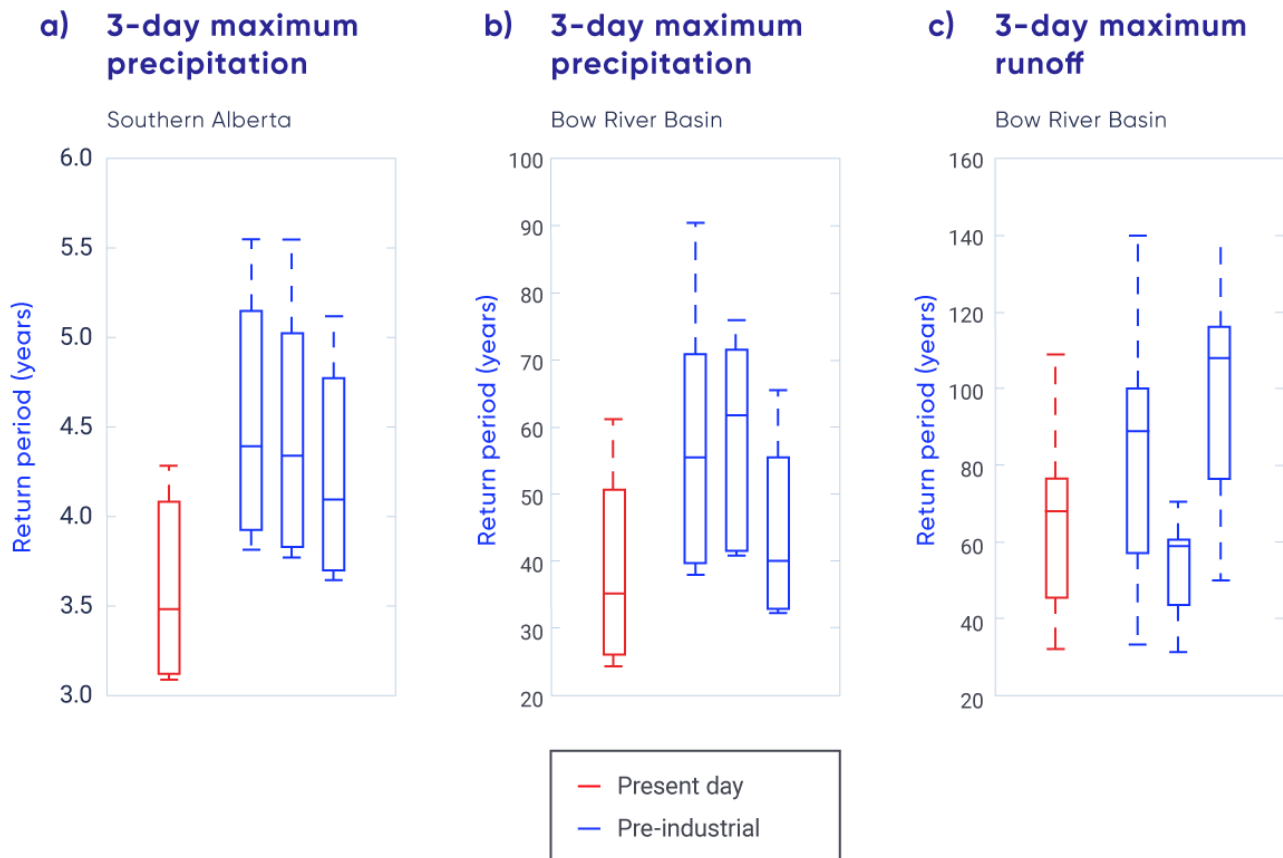 a) 3-day maximum
precipitation
Southern Alberta
Return period (years)
6.0
5.5
5.0
4.5
4.0
3.5
3.0
b) 3-day maximum
precipitation
Bow River Basin
Return period (years)
100
90
80
70
60
50
40
30
20
c) 3-day maximum
runoff
Bow River Basin
Return period (years)
160
140
120
100
80
60
40
20
Present day
Pre-industrial